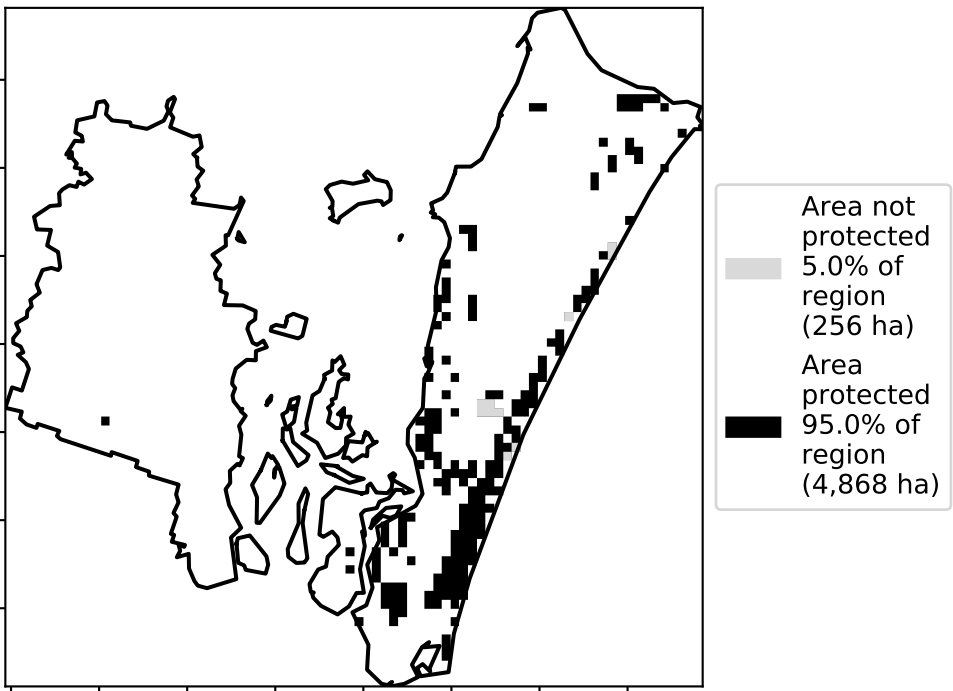 Area not
protected
5.0% of
region
(256 ha)
Area
protected
95.0% of
region
(4,868 ha)